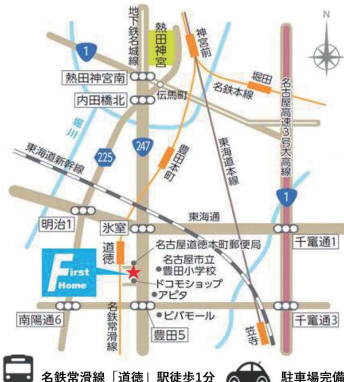 地下鉄名城線
熱田神宮
神宮前
N
1
熱田神宮南
伝馬町
内田橋北
堀田
名鉄本線
名古屋高速3号大高線
堀川
247
225
豊田本町
東海道本線
東海道新幹線
1
明治1
氷室
東海通
千竈通1
道徳
名古屋道徳本町郵便局
名古屋市立
豊田小学校
First
Home
ドコモショップ
アピタ
名鉄常滑線
ビバモール
南陽通6
豊田5
笠寺
千竈通3
名鉄常滑線「道徳」駅徒歩1分
駐車場完備